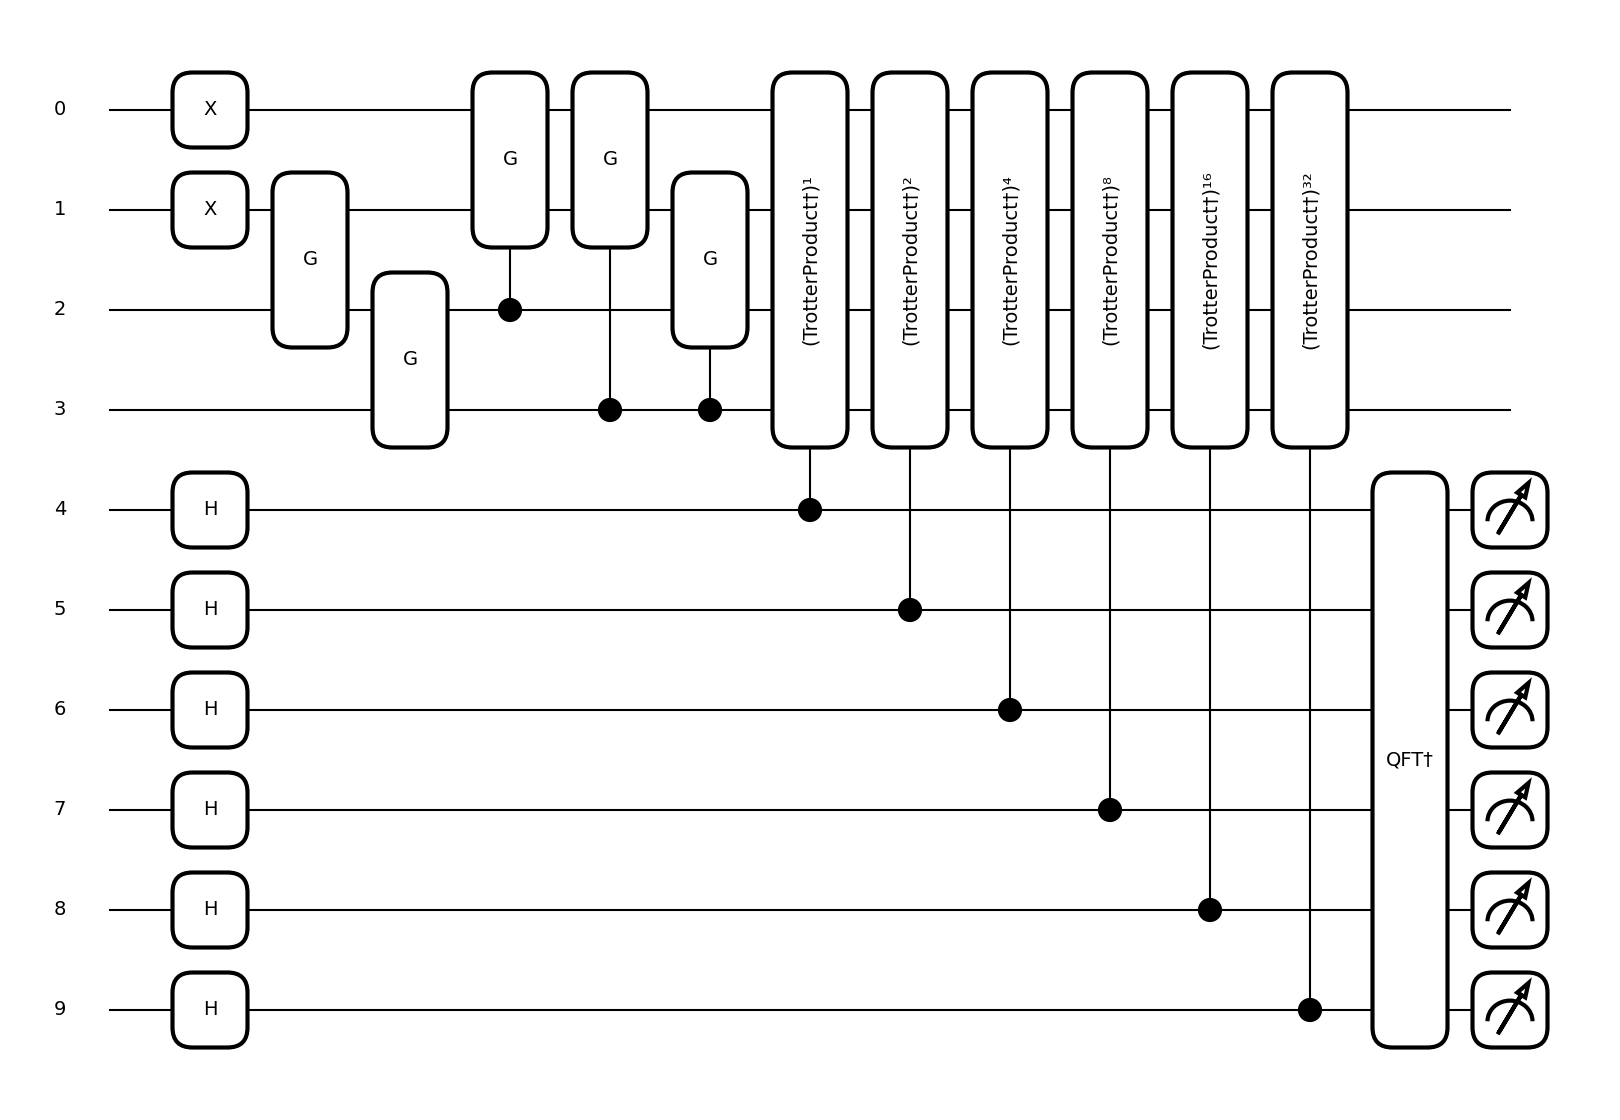 0 X G G (TrotterProduct†)¹ (TrotterProduct†)² (TrotterProduct†)⁴ (TrotterProduct†)⁸ (TrotterProduct†)¹⁶ (TrotterProduct†)³²
1 X G G
2 G
3
4 H
5 H
6 H
7 H QFT†
8 H
9 H